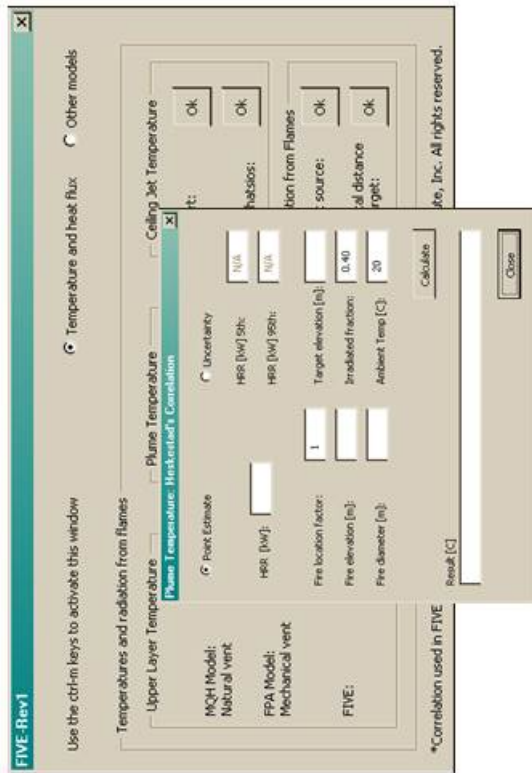 FIVE-Rev1
Use the ctrl-m keys to activate this window
Temperature and heat flux
Other models
Temperatures and radiation from flames
Upper Layer Temperature
Plume Temperature
Ceiling Jet Temperature
MQH Model:
Natural vent
FPA Model:
Mechanical vent
FIVE:
rt:
Ok
hatsios:
Ok
tion from Flames
source:
Ok
al distance
rget:
Ok
*Correlation used in FIVE
ute, Inc. All rights reserved.
Plume Temperature: Heskestad's Correlation
Point Estimate
Uncertainty
HRR [kW]:
HRR [kW] 5th:
N/A
HRR [kW] 95th:
N/A
Fire location factor:
1
Target elevation [m]:
Fire elevation [m]:
Irradiated fraction:
0.40
Fire diameter [m]:
Ambient Temp [C]:
20
Calculate
Result [C]
Close